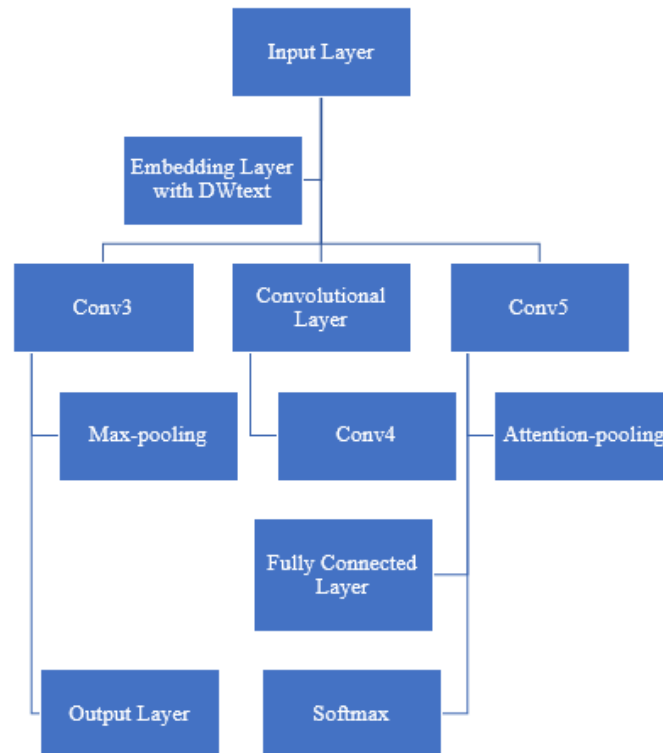 Input Layer
Embedding Layer
with DWtext
Conv3
Convolutional
Layer
Conv5
Max-pooling
Conv4
Attention-pooling
Fully Connected
Layer
Output Layer
Softmax